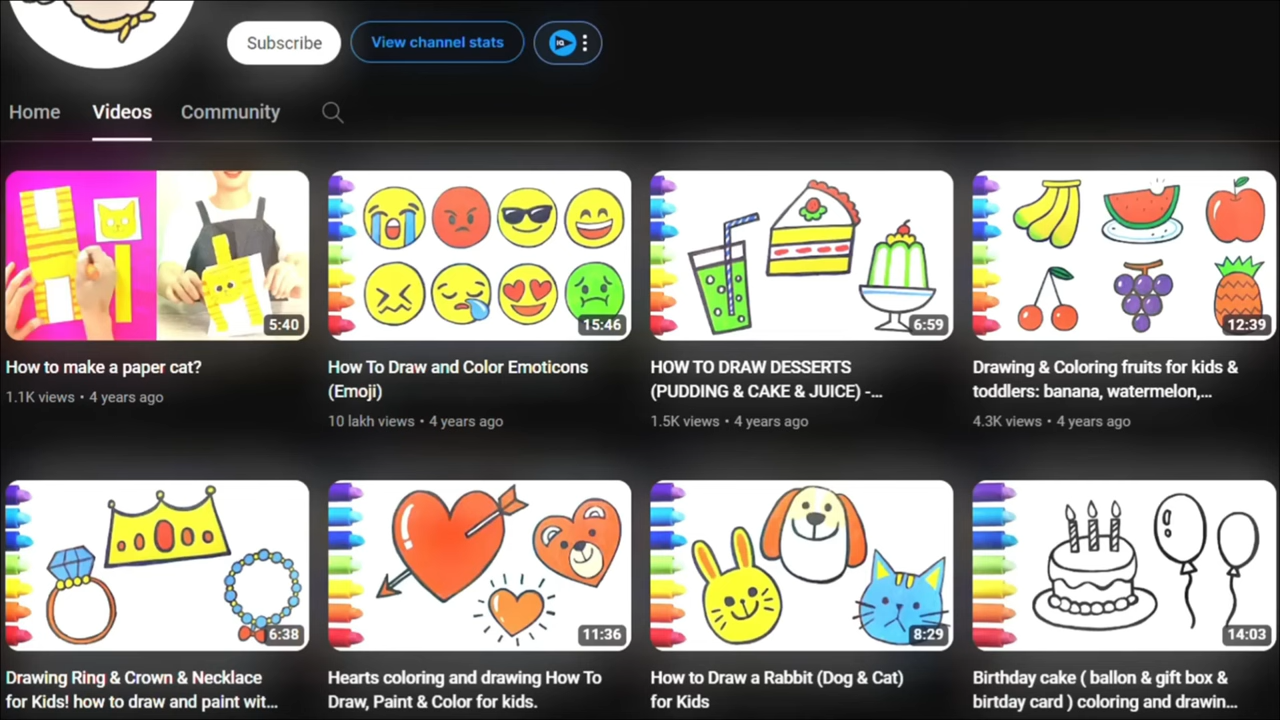 Subscribe
View channel stats
IQ
Home
Videos
Community
5:40
15:46
6:59
12:39
How to make a paper cat?
1.1K views • 4 years ago
How To Draw and Color Emoticons
(Emoji)
10 lakh views • 4 years ago
HOW TO DRAW DESSERTS
(PUDDING & CAKE & JUICE) -...
1.5K views • 4 years ago
Drawing & Coloring fruits for kids &
toddlers: banana, watermelon,...
4.3K views • 4 years ago
6:38
11:36
8:29
14:03
Drawing Ring & Crown & Necklace
for Kids! how to draw and paint wit...
Hearts coloring and drawing How To
Draw, Paint & Color for kids.
How to Draw a Rabbit (Dog & Cat)
for Kids
Birthday cake ( ballon & gift box &
birtday card ) coloring and drawin...